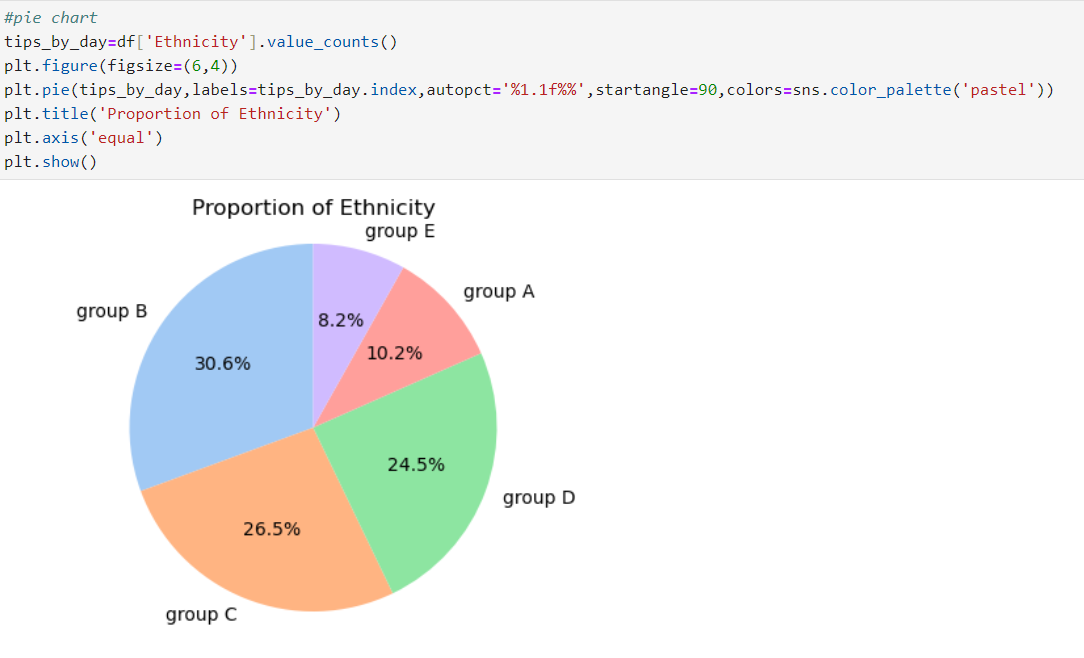 #pie chart
tips_by_day=df['Ethnicity'].value_counts()
plt.figure(figsize=(6,4))
plt.pie(tips_by_day,labels=tips_by_day.index,autopct='%1.1f%%',startangle=90,colors=sns.color_palette('pastel'))
plt.title('Proportion of Ethnicity')
plt.axis('equal')
plt.show()
Proportion of Ethnicity
group E
group A
group B
8.2%
10.2%
30.6%
24.5%
group D
26.5%
group C